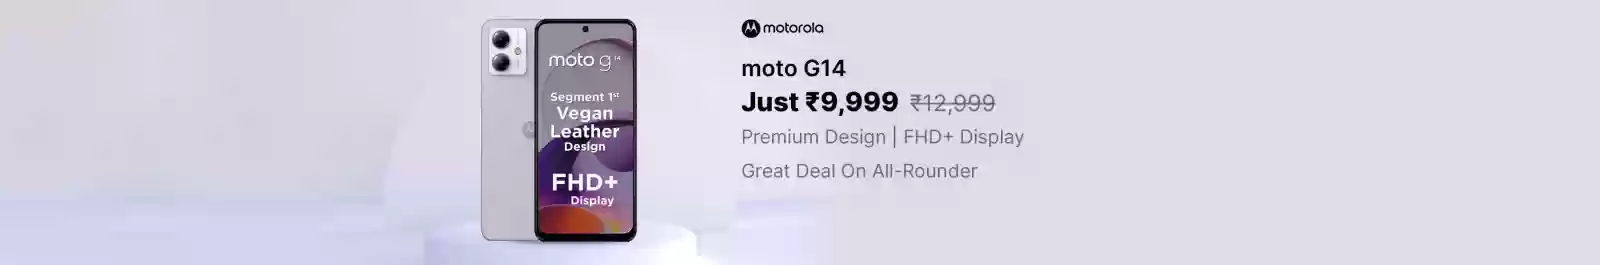 moto g14
Segment 1st
Vegan
Leather
Design
FHD+
Display
motorola
moto G14
Just ₹9,999 ₹12,999
Premium Design | FHD+ Display
Great Deal On All-Rounder